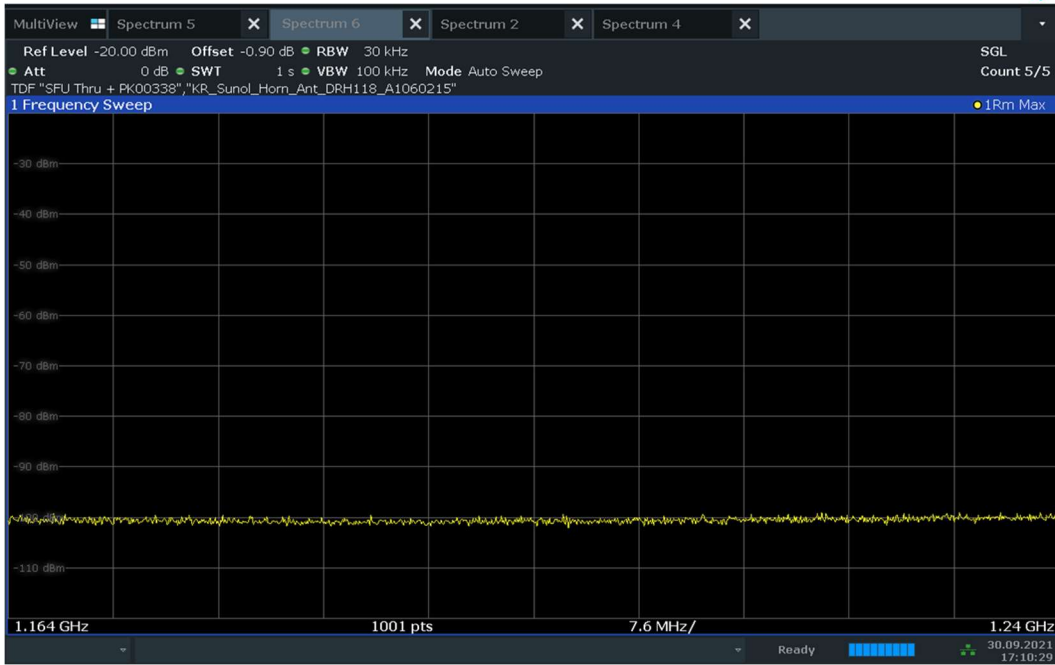 MultiView Spectrum 5 X Spectrum 6 X Spectrum 2 X Spectrum 4 X
Ref Level -20.00 dBm Offset -0.90 dB RBW 30 kHz SGL
Att 0 dB SWT 1 s VBW 100 kHz Mode Auto Sweep Count 5/5
TDF "SFU Thru + PK00338","KR_Sunol_Horn_Ant_DRH118_A1060215"
1 Frequency Sweep 1Rm Max
-30 dBm
-40 dBm
-50 dBm
-60 dBm
-70 dBm
-80 dBm
-90 dBm
-100 dBm
-110 dBm
1.164 GHz 1001 pts 7.6 MHz/ 1.24 GHz
Ready 30.09.2021
17:10:29